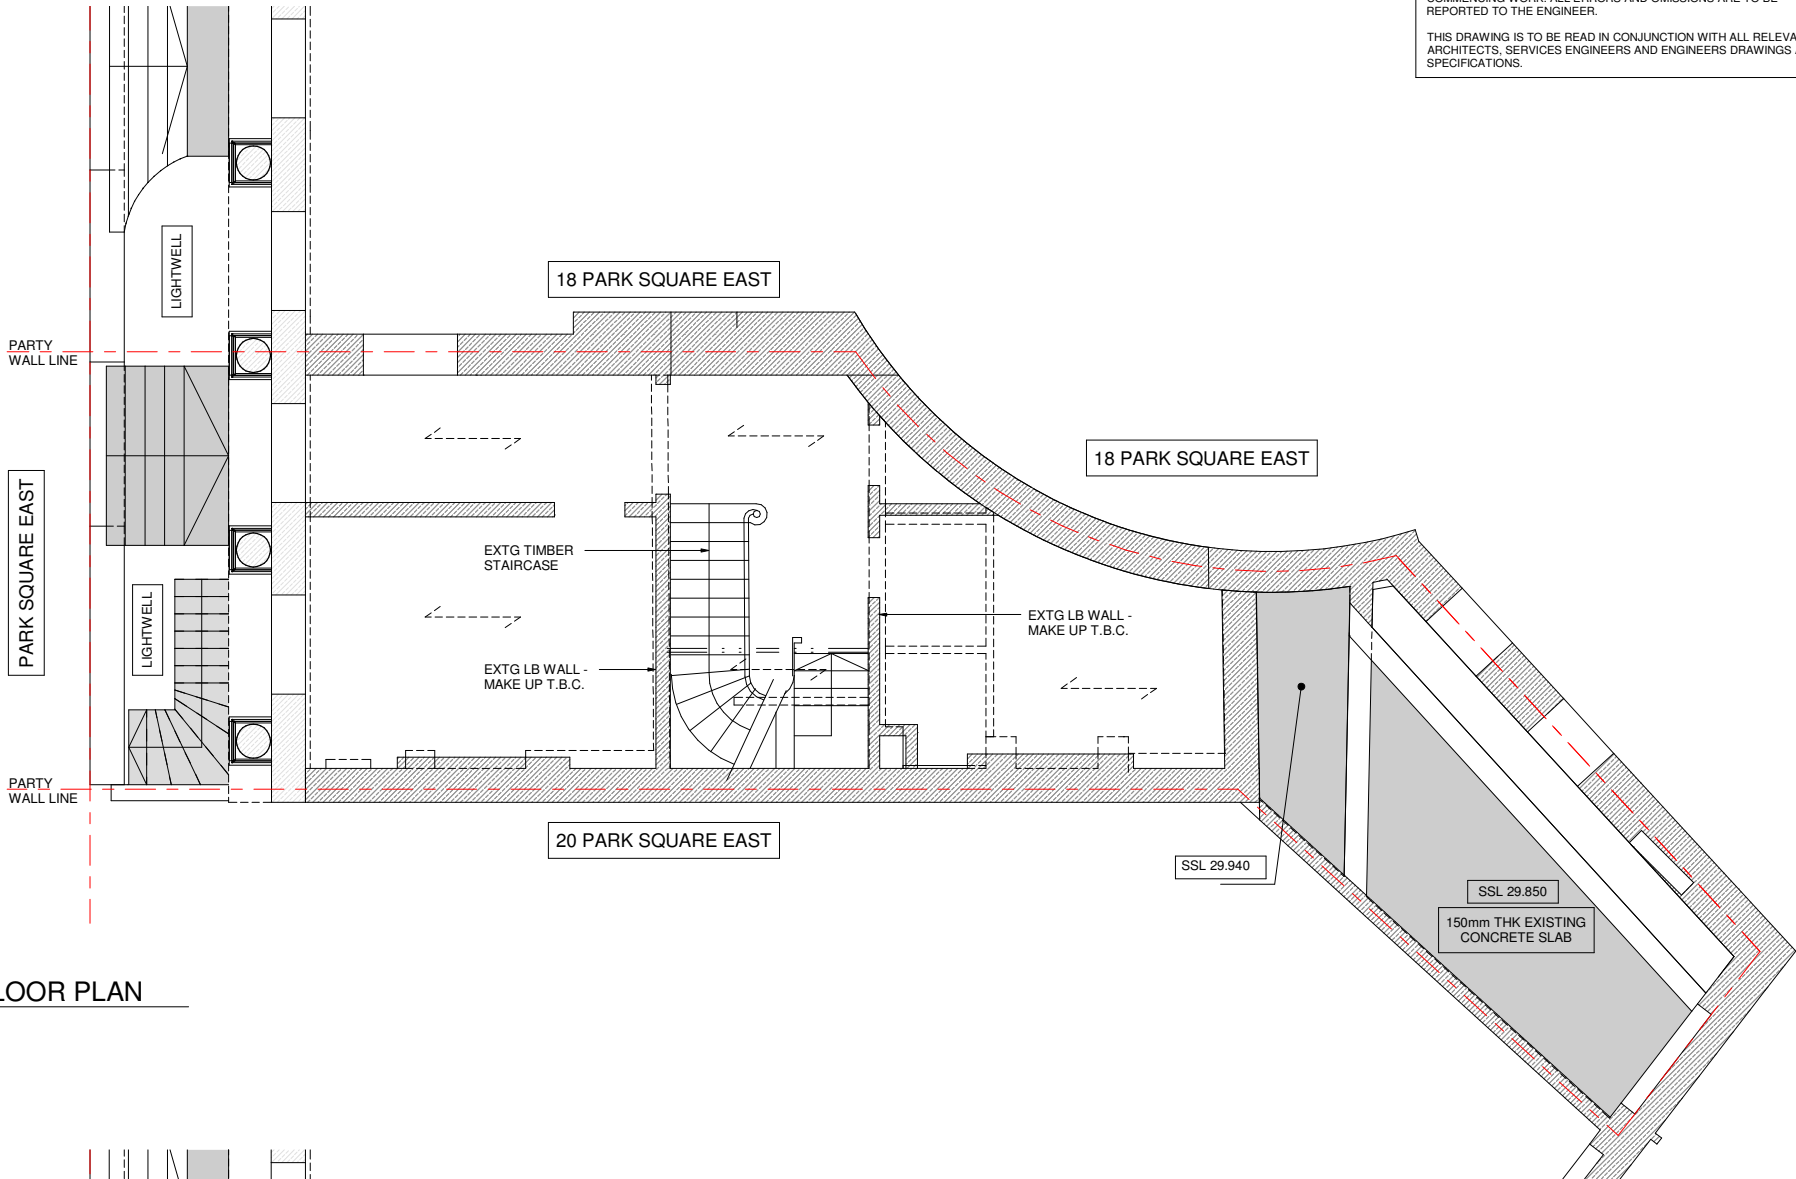 REPORTED TO THE ENGINEER.
THIS DRAWING IS TO BE READ IN CONJUNCTION WITH ALL
ARCHITECTS, SERVICES ENGINEERS AND ENGINEERS DRAWINGS
SPECIFICATIONS.
LIGHTWELL
18 PARK SQUARE EAST
PARTY
WALL LINE
18 PARK SQUARE EAST
PARK SQUARE EAST
EXTG TIMBER
STAIRCASE
LIGHTWELL
EXTG LB WALL -
MAKE UP T.B.C.
EXTG LB WALL -
MAKE UP T.B.C.
PARTY
WALL LINE
20 PARK SQUARE EAST
SSL 29.940
SSL 29.850
150mm THK EXISTING
CONCRETE SLAB
LOOR PLAN